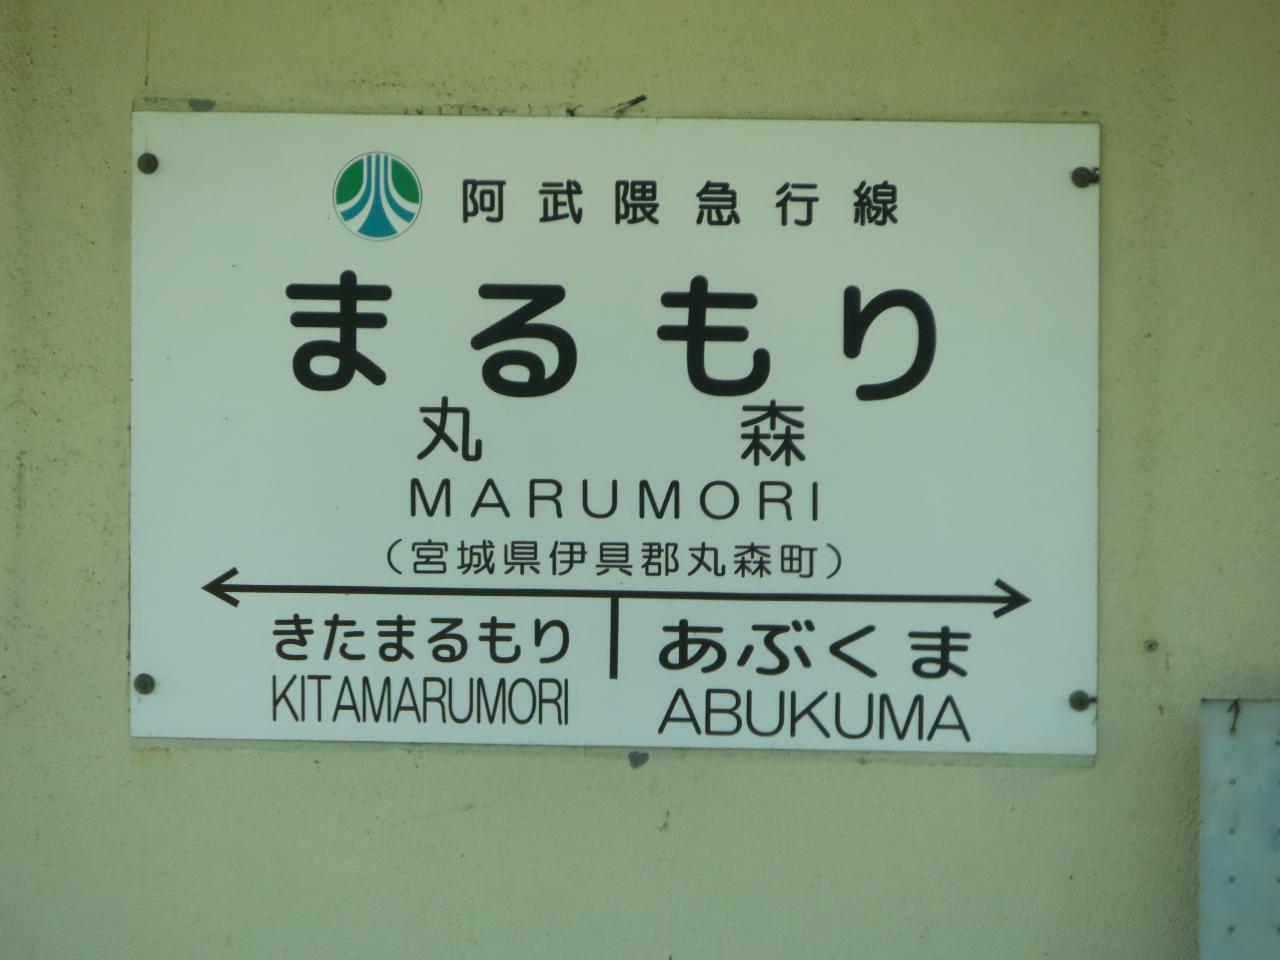 阿武隈急行線
まるもり
丸森
MARUMORI
（宮城県伊具郡丸森町）
きたまるもり あぶくま
KITAMARUMORI ABUKUMA